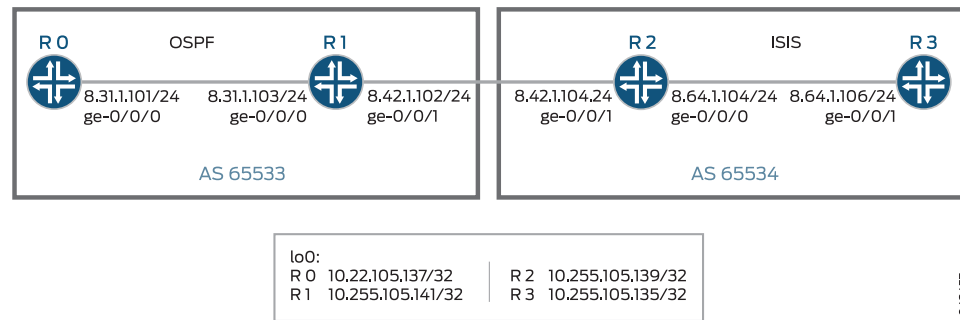 R 0 OSPF R 1
8.31.1.101/24 8.31.1.103/24 8.42.1.102/24
ge-0/0/0 ge-0/0/0 ge-0/0/1
AS 65533
R 2 ISIS R 3
8.42.1.104.24 8.64.1.104/24 8.64.1.106/24
ge-0/0/1 ge-0/0/0 ge-0/0/1
AS 65534
lo0:
R 0 10.22.105.137/32 R 2 10.255.105.139/32
R 1 10.255.105.141/32 R 3 10.255.105.135/32